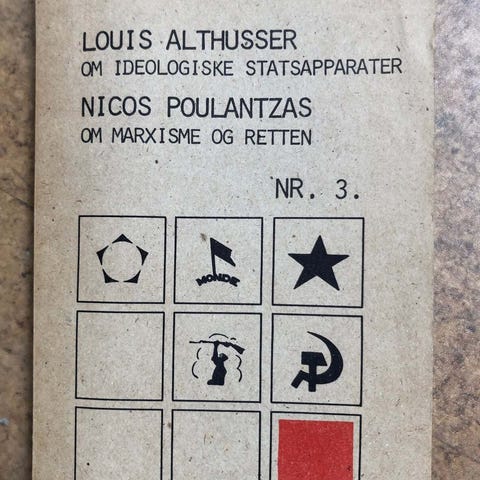 LOUIS ALTHUSSER
OM IDEOLOGISKE STATSAPPARATER
NICOS POULANTZAS
OM MARXISME OG RETTEN
NR. 3.
MONDE